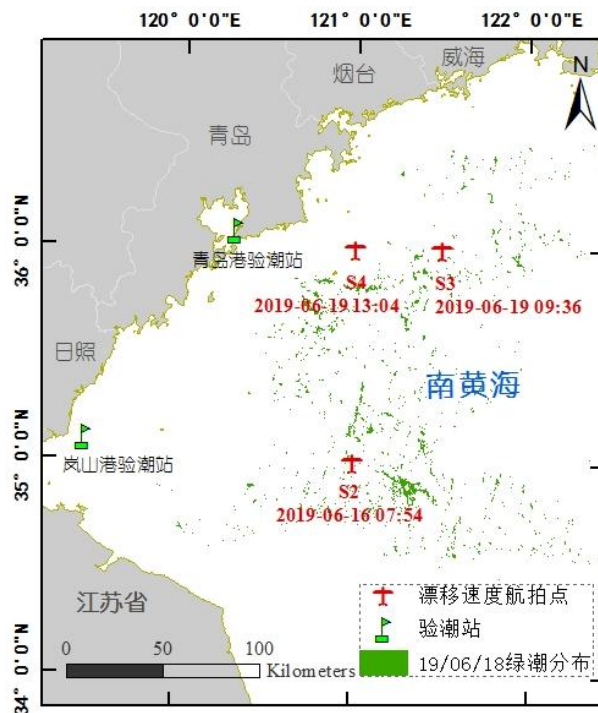 120° 0'0"E 121° 0'0"E 122° 0'0"E
威海
烟台
N
青岛
36° 0'0"N
青岛港验潮站
S4 S3
2019-06-19 13:04 2019-06-19 09:36
日照
南黄海
35° 0'0"N
岚山港验潮站
S2
2019-06-16 07:54
江苏省
漂移速度航拍点
验潮站
19/06/18绿潮分布
0 50 100
Kilometers
34° 0'0"N